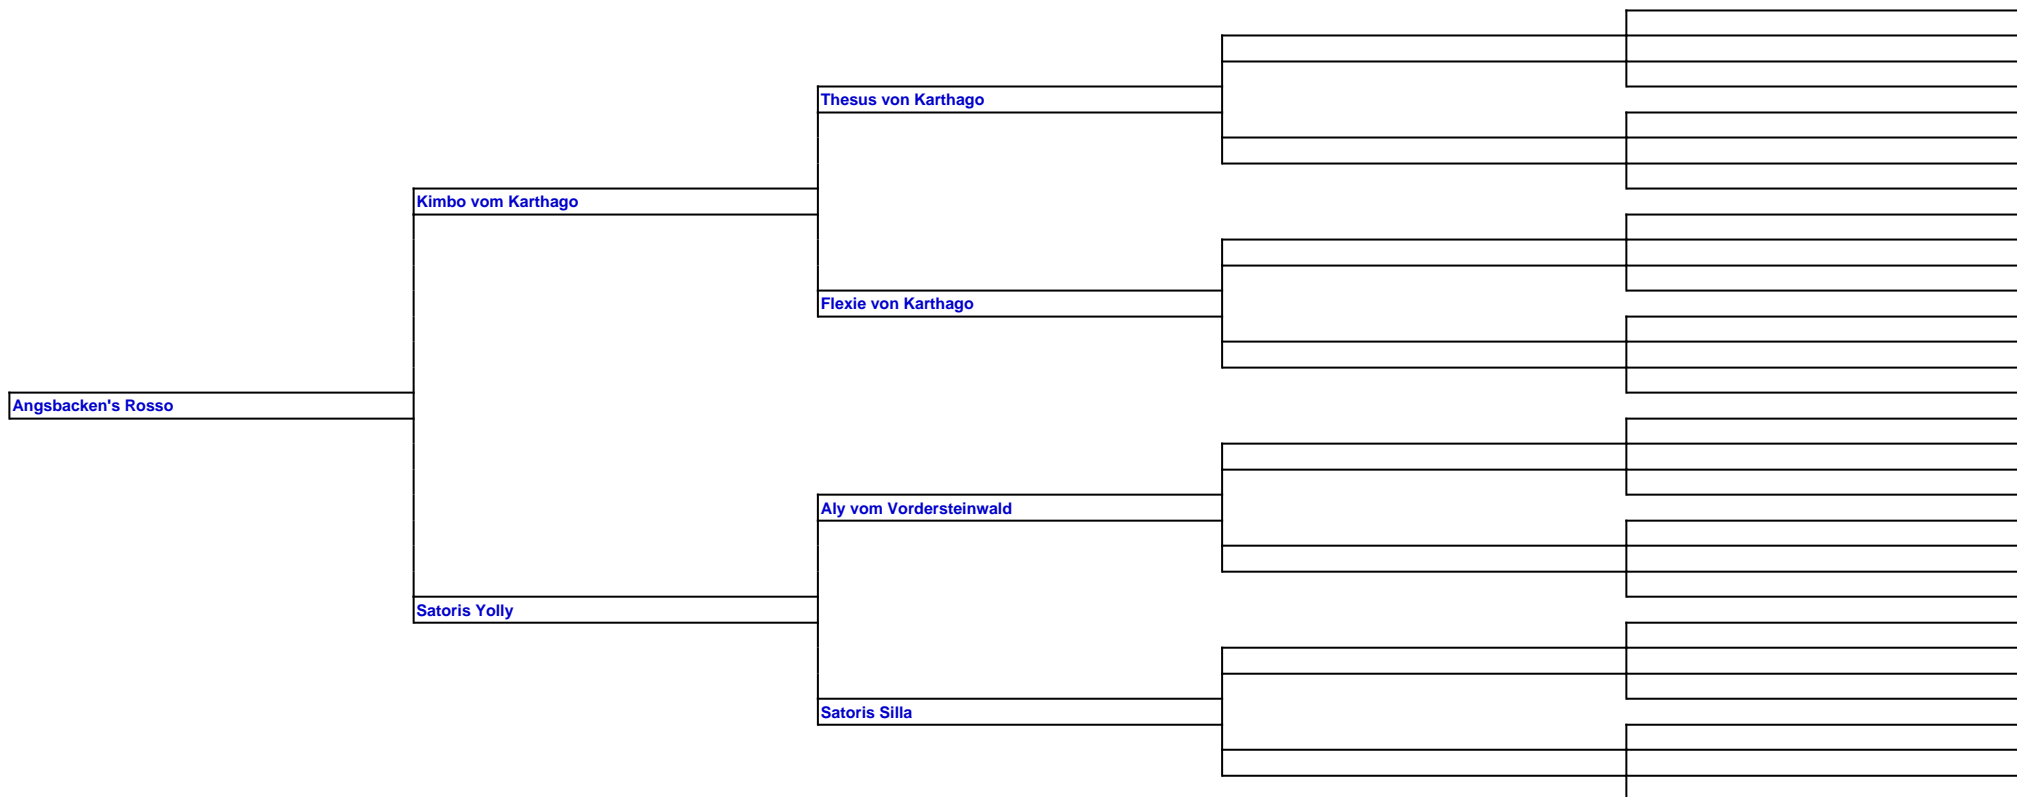 Thesus von Karthago
Kimbo vom Karthago
Flexie von Karthago
Angsbacken's Rosso
Aly vom Vordersteinwald
Satoris Yolly
Satoris Silla